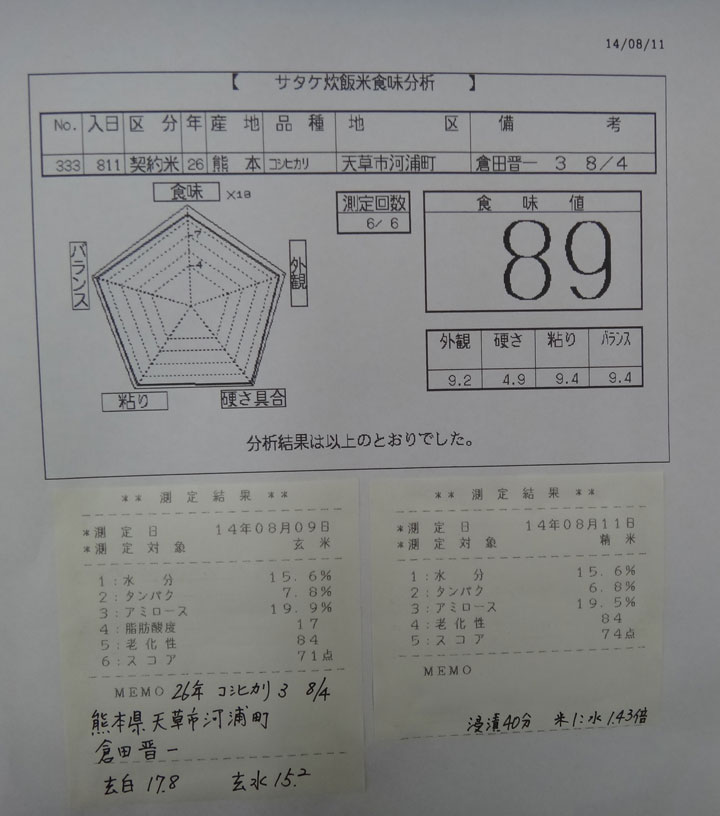 14/08/11
【 サタケ炊飯米食味分析 】
No. 入日 区分 年 産地 品種 地区 備考
333 811 契約米 26 熊本 コシヒカリ 天草市河浦町 倉田晋一 3 8/4
食味 ×10
7
4
外観
硬さ具合
粘り
バランス
測定回数
6/ 6
食味値
89
外観 硬さ 粘り バランス
9.2 4.9 9.4 9.4
分析結果は以上のとおりでした。
** 測定結果 **
*測定日 14年08月09日
*測定対象 玄米
1:水分 15.6%
2:タンパク 7.8%
3:アミロース 19.9%
4:脂肪酸度 17
5:老化性 84
6:スコア 71点
MEMO 26年 コシヒカリ 3 8/4
熊本県天草市河浦町
倉田晋一
玄白 17.8 玄水 15.2
** 測定結果 **
*測定日 14年08月11日
*測定対象 精米
1:水分 15.6%
2:タンパク 6.8%
3:アミロース 19.5%
4:老化性 84
5:スコア 74点
MEMO
浸漬40分 米1:水1.43倍